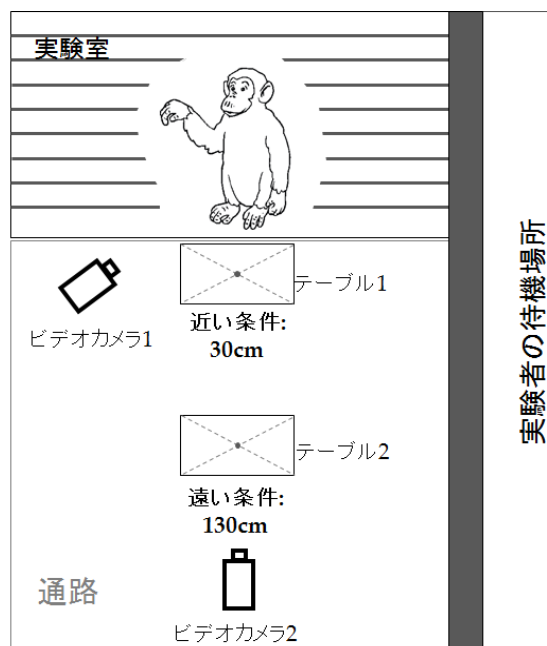 実験室
テーブル1
ビデオカメラ1
近い条件:
30cm
実験者の待機場所
テーブル2
遠い条件:
130cm
通路
ビデオカメラ2